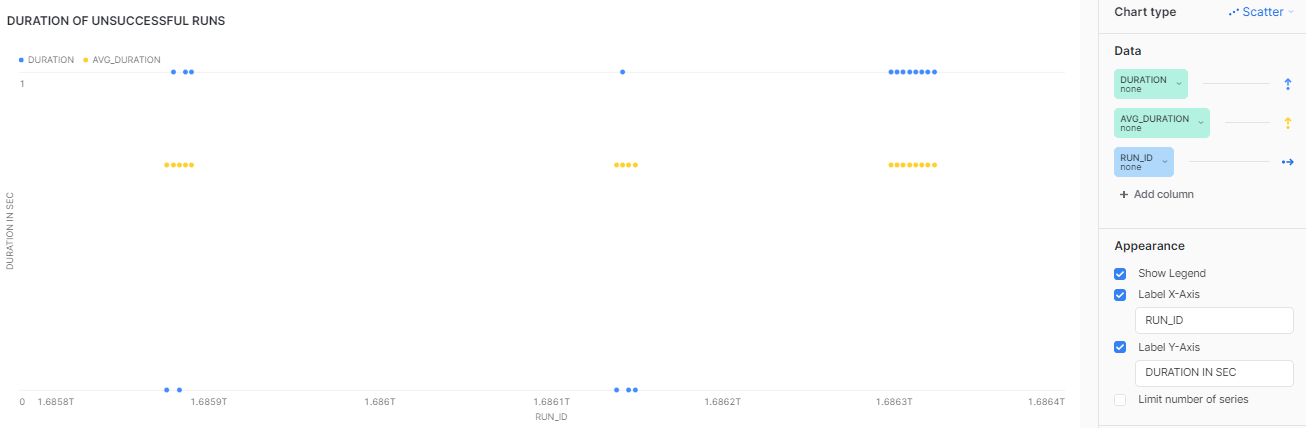 DURATION OF UNSUCCESSFUL RUNS
DURATION AVG_DURATION
1
DURATION IN SEC
0 1.6858T 1.6859T 1.686T 1.6861T 1.6862T 1.6863T 1.6864T
RUN_ID
Chart type Scatter
Data
DURATION
none
AVG_DURATION
none
RUN_ID
none
+ Add column
Appearance
Show Legend
Label X-Axis
RUN_ID
Label Y-Axis
DURATION IN SEC
Limit number of series